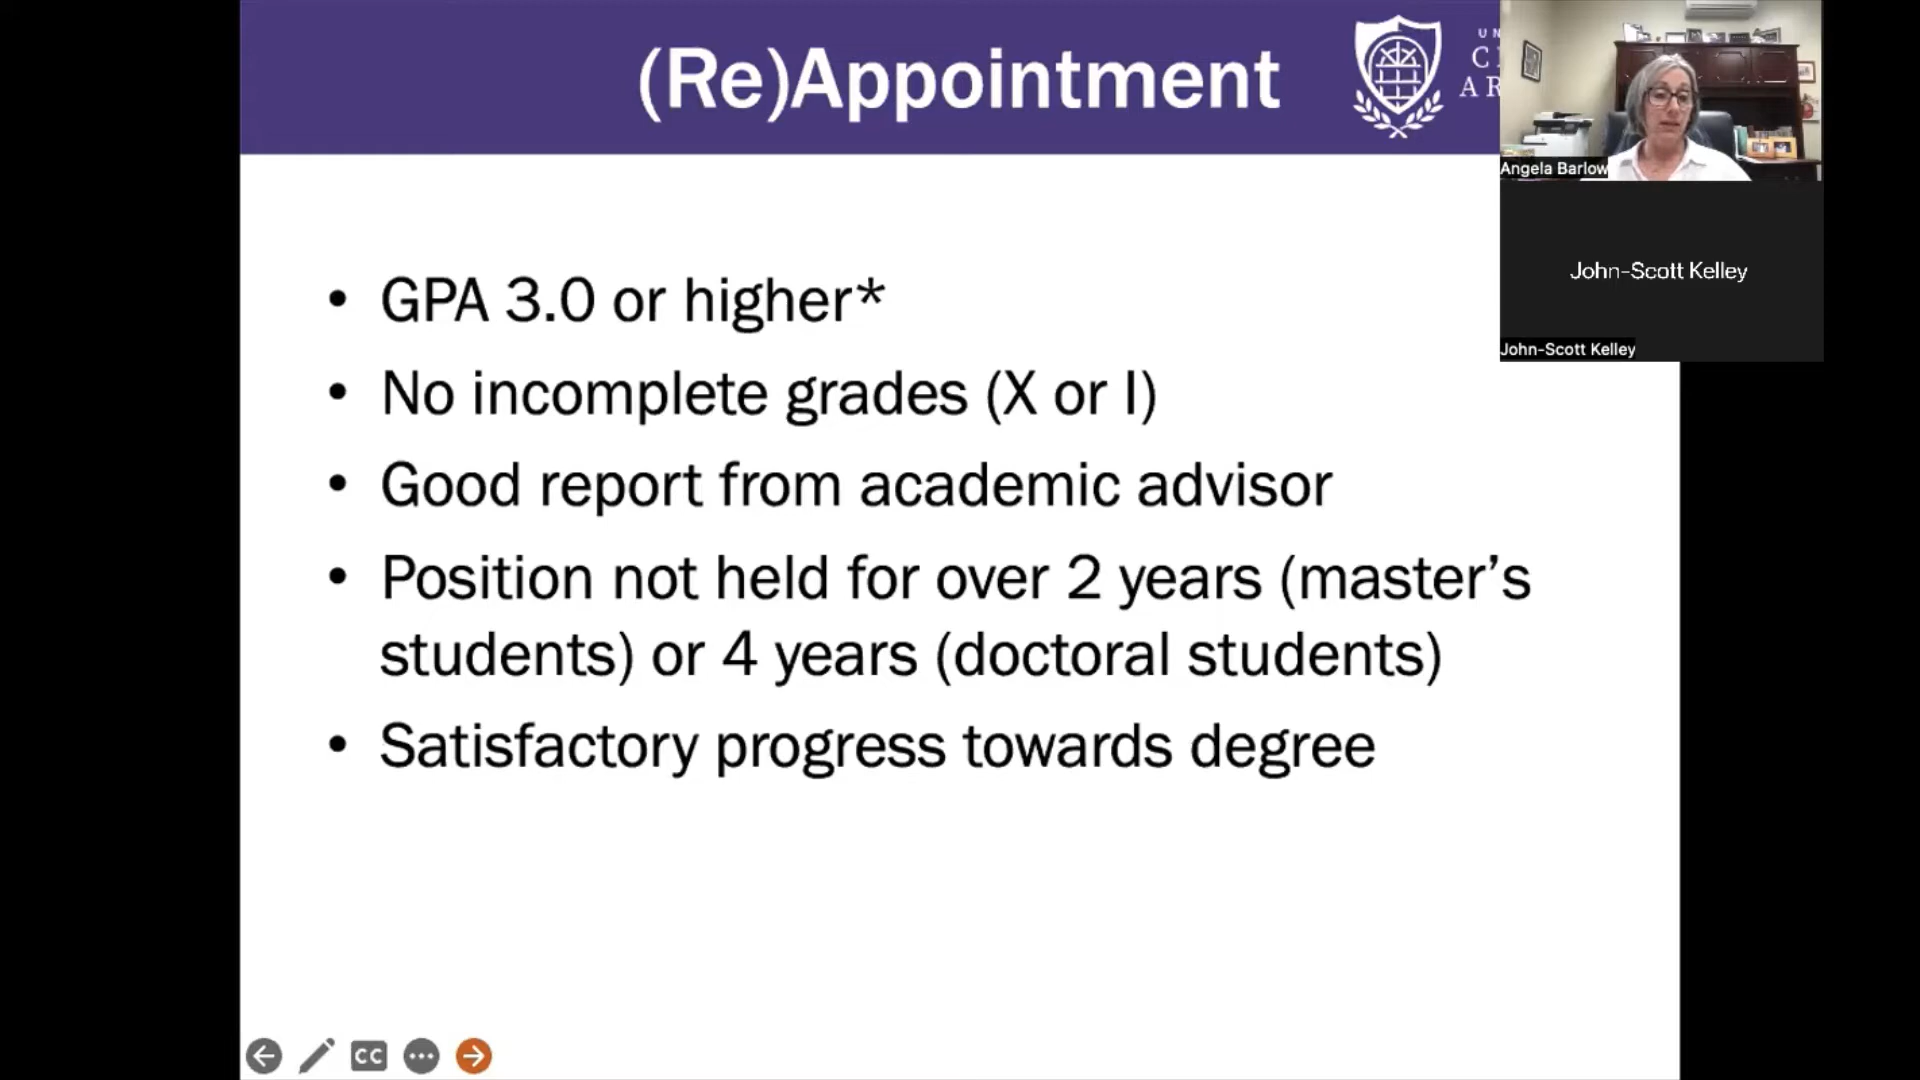 (Re)Appointment
• GPA 3.0 or higher*
• No incomplete grades (X or I)
• Good report from academic advisor
• Position not held for over 2 years (master’s
students) or 4 years (doctoral students)
• Satisfactory progress towards degree
Angela Barlow
John-Scott Kelley
John-Scott Kelley
CC